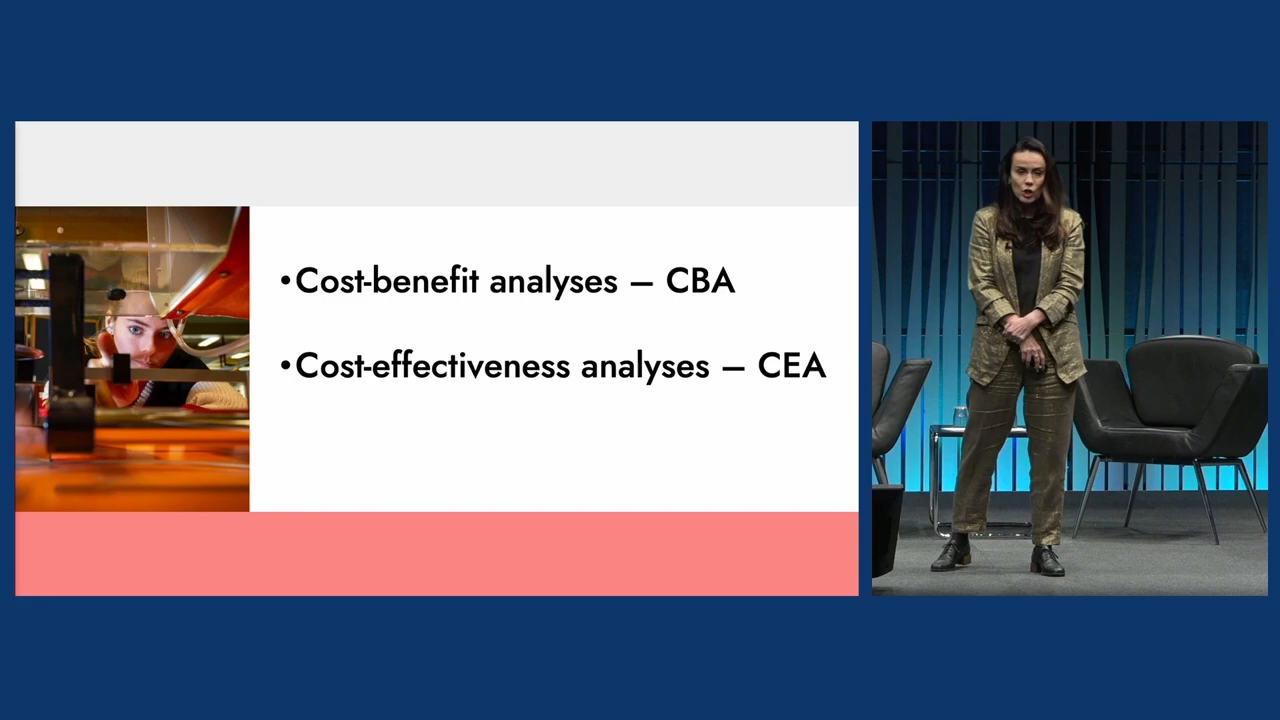 •Cost-benefit analyses – CBA
•Cost-effectiveness analyses – CEA